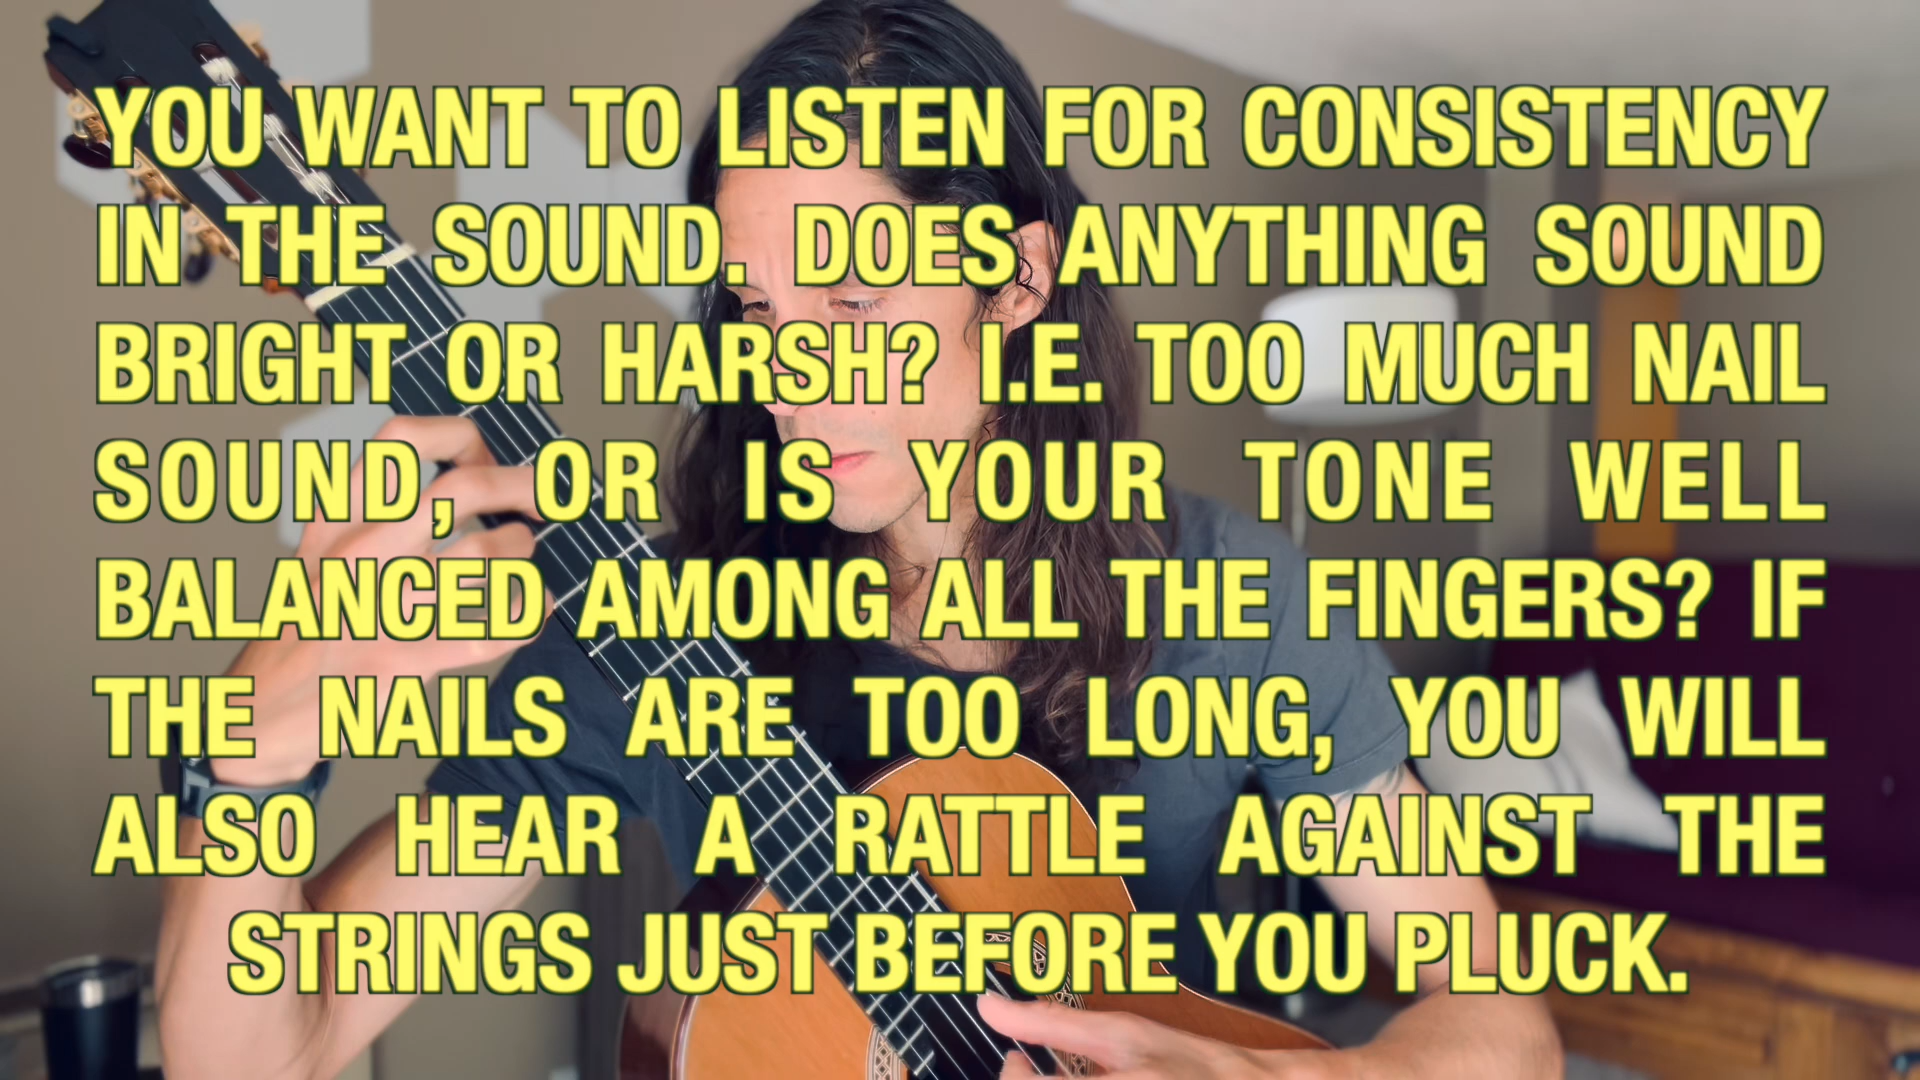 YOU WANT TO LISTEN FOR CONSISTENCY
IN THE SOUND. DOES ANYTHING SOUND
BRIGHT OR HARSH? I.E. TOO MUCH NAIL
SOUND, OR IS YOUR TONE WELL
BALANCED AMONG ALL THE FINGERS? IF
THE NAILS ARE TOO LONG, YOU WILL
ALSO HEAR A RATTLE AGAINST THE
STRINGS JUST BEFORE YOU PLUCK.